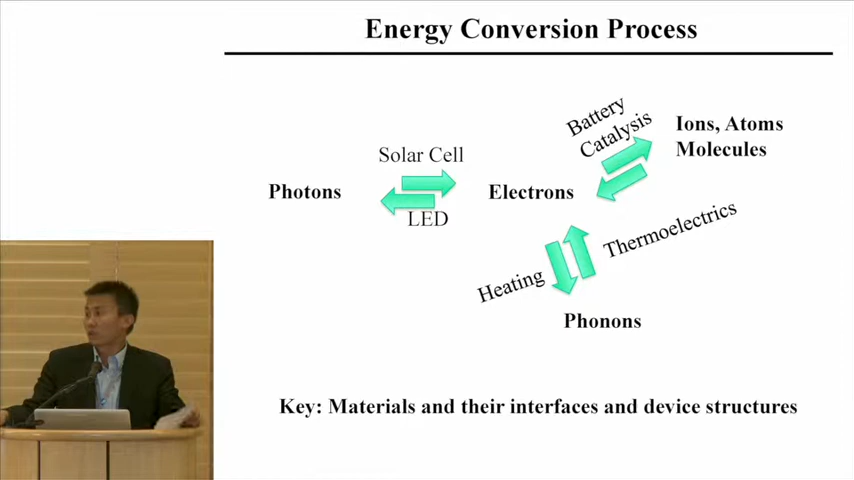 Energy Conversion Process
Battery
Catalysis
Ions, Atoms
Molecules
Solar Cell
Photons
Electrons
LED
Thermoelectrics
Heating
Phonons
Key: Materials and their interfaces and device structures